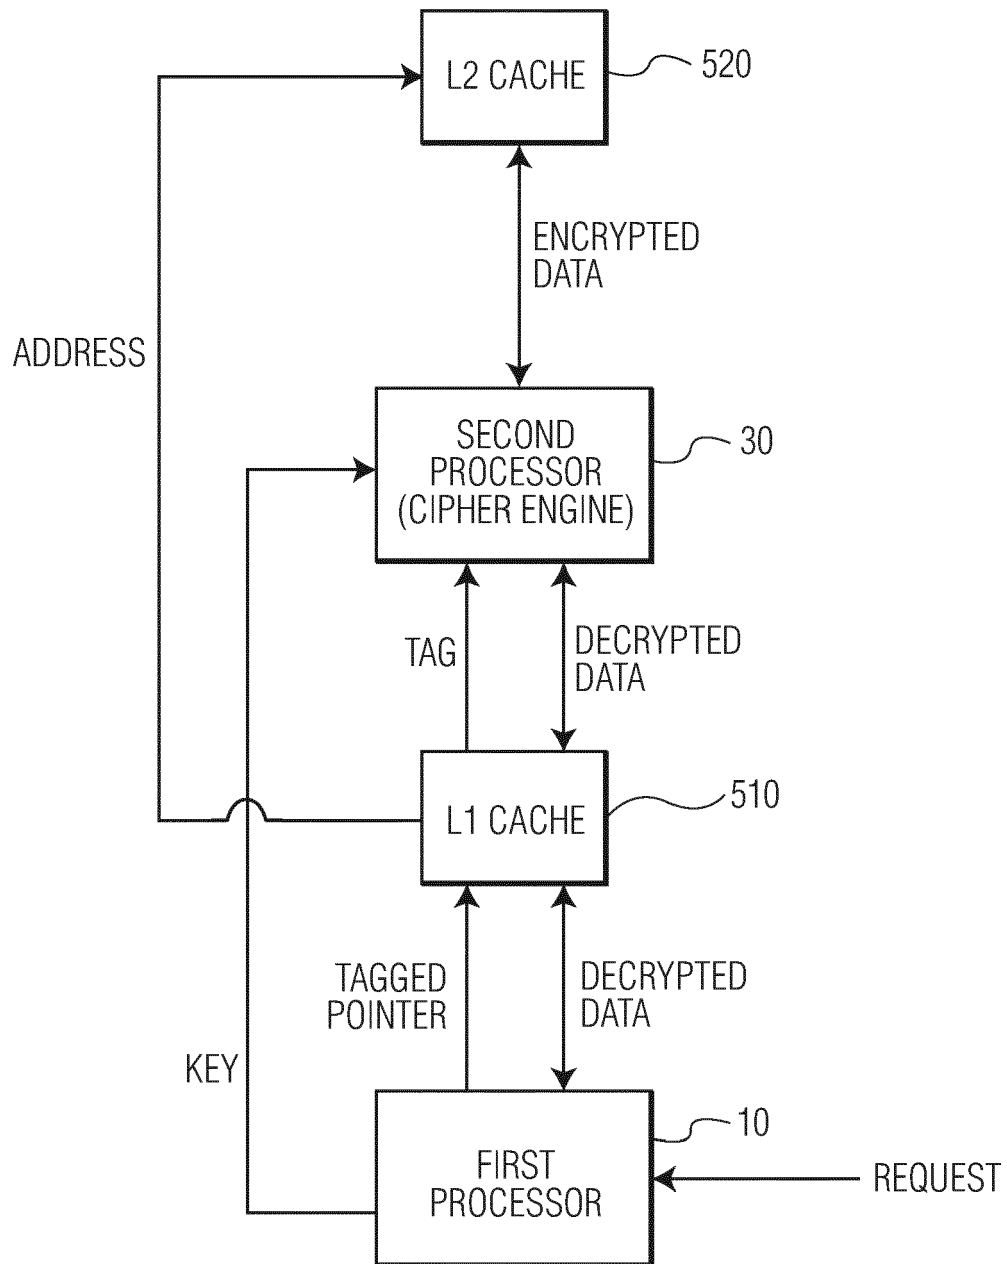 L2 CACHE
520
ENCRYPTED
DATA
ADDRESS
SECOND
PROCESSOR
(CIPHER ENGINE)
30
TAG
DECRYPTED
DATA
L1 CACHE
510
TAGGED
POINTER
DECRYPTED
DATA
KEY
FIRST
PROCESSOR
10
REQUEST